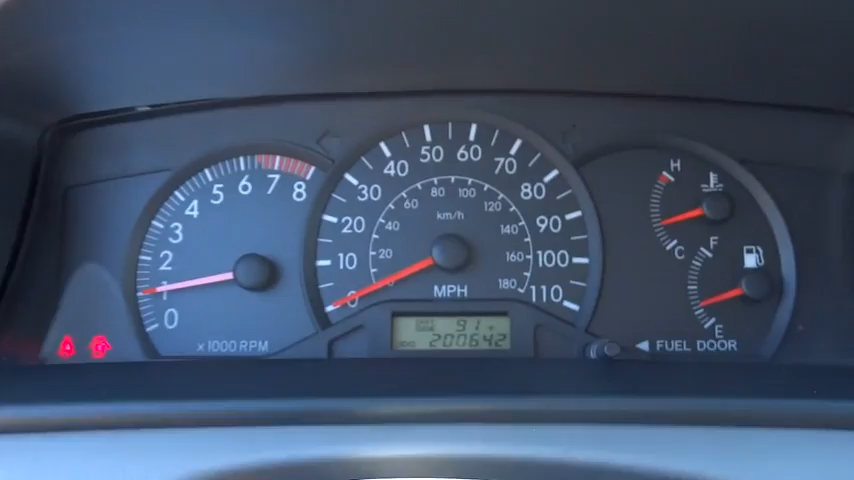 0 1 2 3 4 5 6 7 8
x1000 RPM
0 10 20 30 40 50 60 70 80 90 100 110
MPH
20 40 60 80 100 120 140 160 180
km/h
91
ODO 200642
H
C
F
E
◀ FUEL DOOR